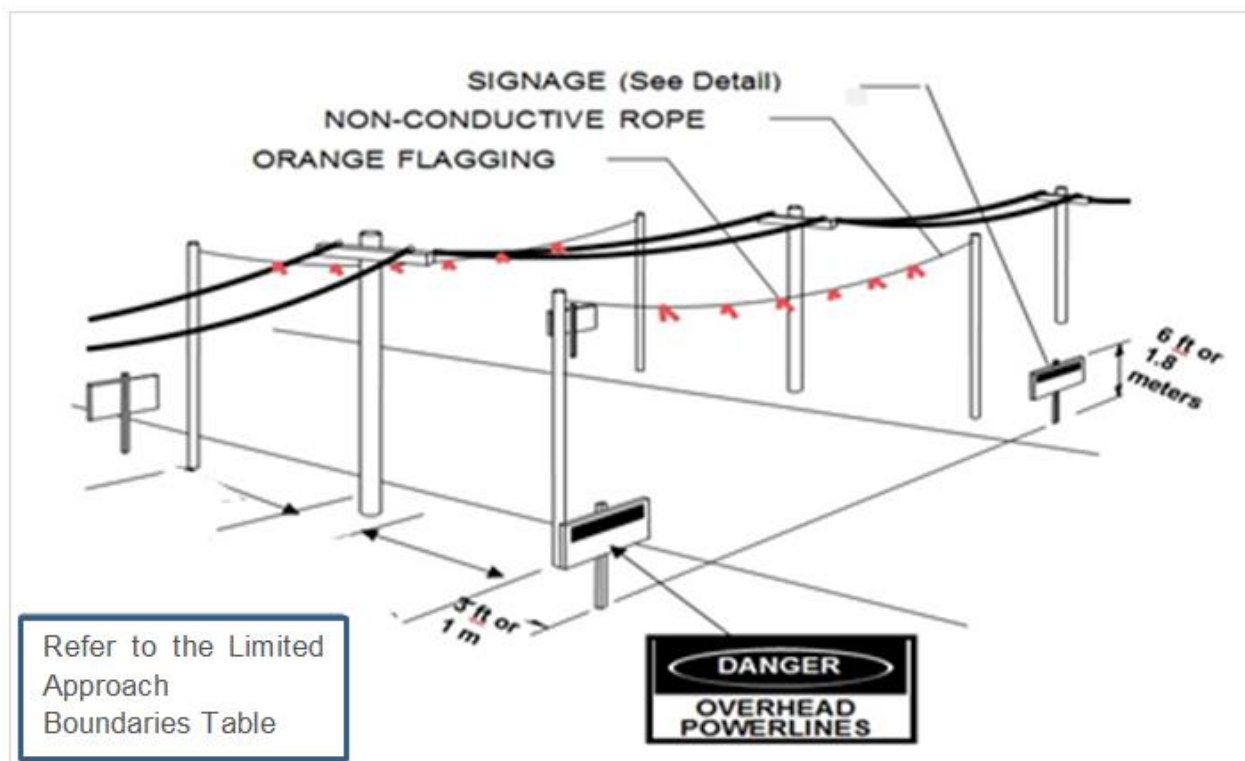 SIGNAGE (See Detail)
NON-CONDUCTIVE ROPE
ORANGE FLAGGING
6 ft or
1.8
meters
3 ft or
1 m
Refer to the Limited
Approach
Boundaries Table
DANGER
OVERHEAD
POWERLINES